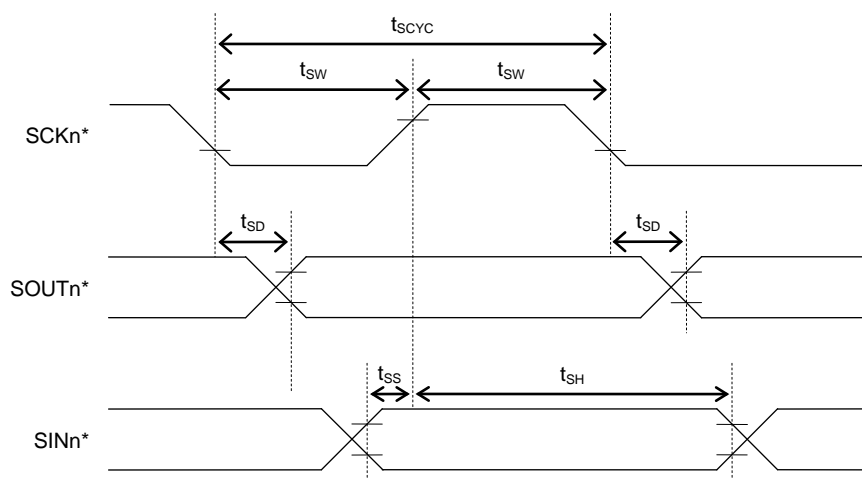 tSCYC
tSW tSW
SCKn*
tSD tSD
SOUTn*
tSS tSH
SINn*